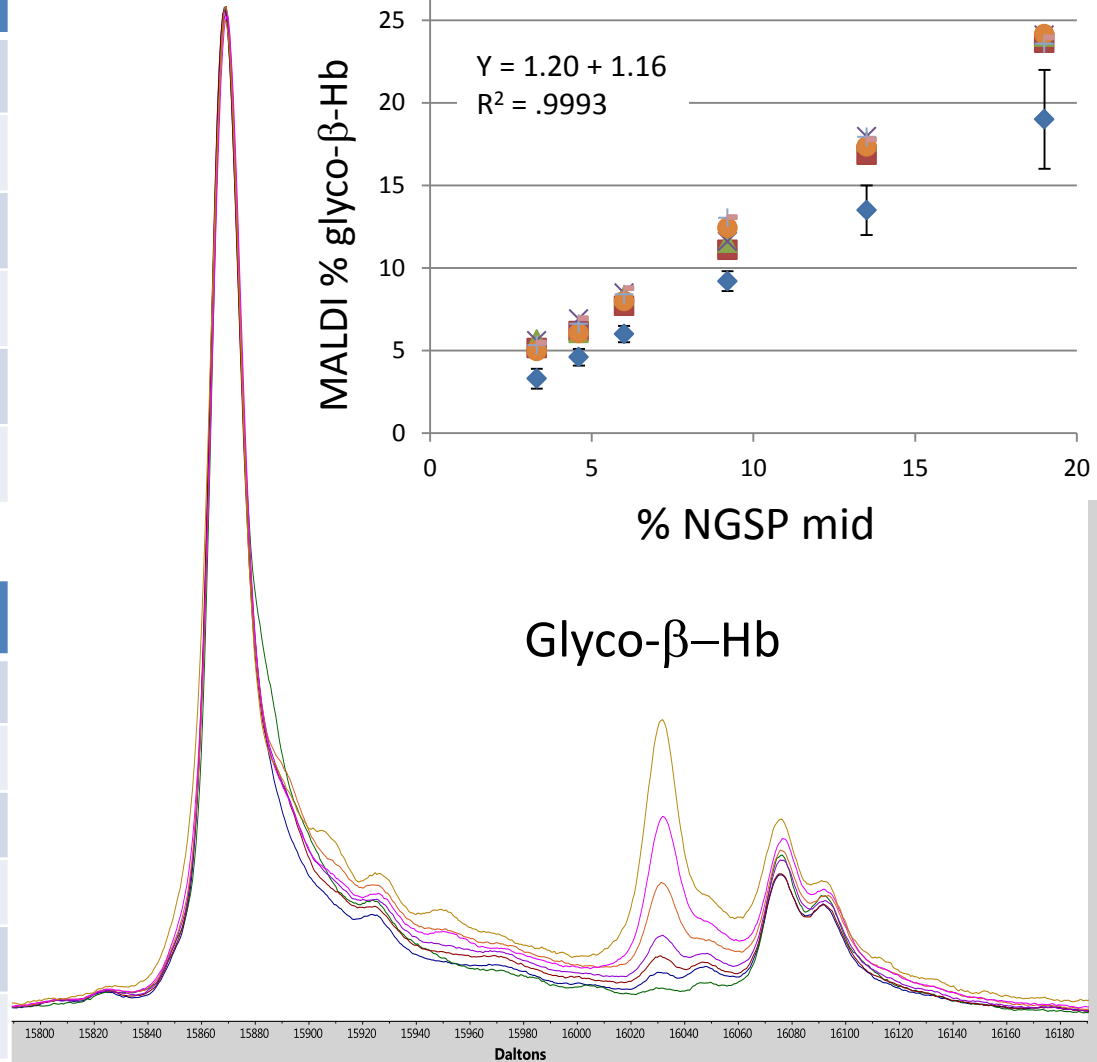 25
20
15
10
5
0
MALDI % glyco-β-Hb
Y = 1.20 + 1.16
R² = .9993
0 5 10 15 20
% NGSP mid
Glyco-β–Hb
15800 15820 15840 15860 15880 15900 15920 15940 15960 15980 16000 16020 16040 16060 16080 16100 16120 16140 16160 16180
Daltons